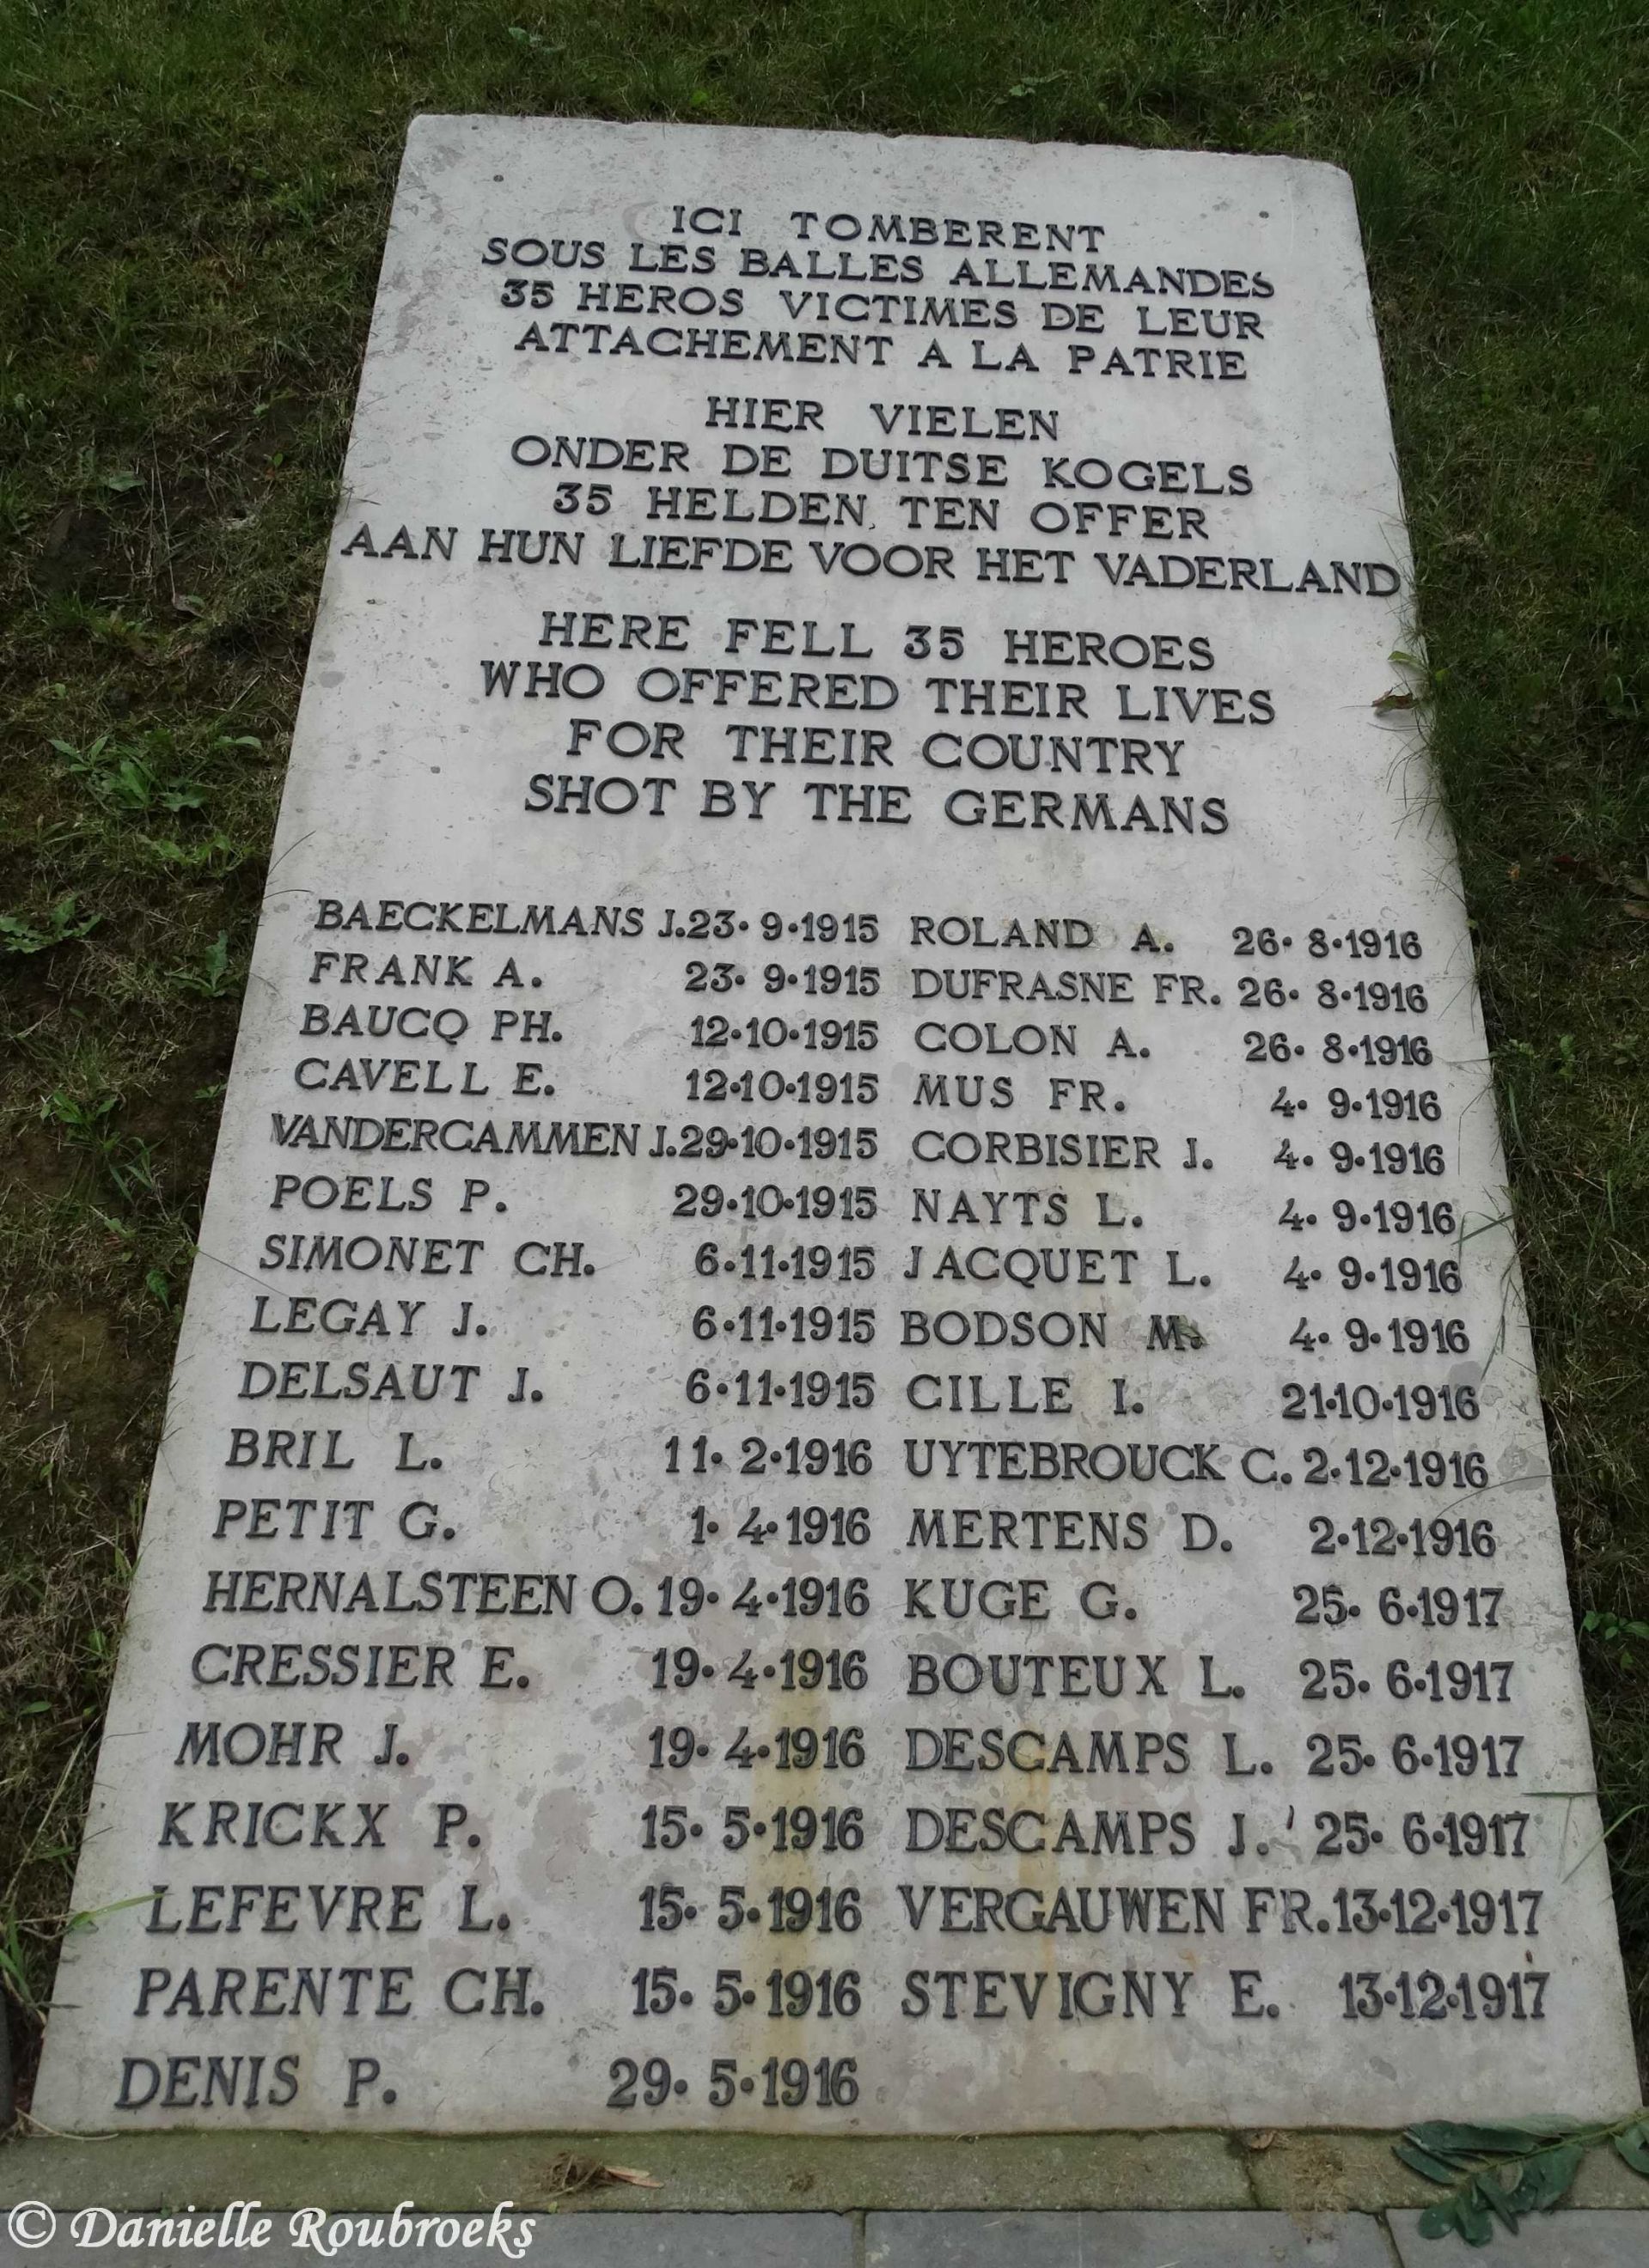 ICI TOMBERENT
SOUS LES BALLES ALLEMANDES
35 HEROS VICTIMES DE LEUR
ATTACHEMENT A LA PATRIE
HIER VIELEN
ONDER DE DUITSE KOGELS
35 HELDEN, TEN OFFER
AAN HUN LIEFDE VOOR HET VADERLAND
HERE FELL 35 HEROES
WHO OFFERED THEIR LIVES
FOR THEIR COUNTRY
SHOT BY THE GERMANS
BAECKELMANS J. 23·9·1915 ROLAND A. 26·8·1916
FRANK A. 23·9·1915 DUFRASNE FR. 26·8·1916
BAUCQ PH. 12·10·1915 COLON A. 26·8·1916
CAVELL E. 12·10·1915 MUS FR. 4·9·1916
VANDERCAMMEN J. 29·10·1915 CORBISIER J. 4·9·1916
POELS P. 29·10·1915 NAYTS L. 4·9·1916
SIMONET CH. 6·11·1915 JACQUET L. 4·9·1916
LEGAY J. 6·11·1915 BODSON M. 4·9·1916
DELSAUT J. 6·11·1915 GILLE I. 21·10·1916
BRIL L. 11·2·1916 UYTEBROUCK C. 2·12·1916
PETIT G. 1·4·1916 MERTENS D. 2·12·1916
HERNALSTEEN O. 19·4·1916 KUGE G. 25·6·1917
CRESSIER E. 19·4·1916 BOUTEUX L. 25·6·1917
MOHR J. 19·4·1916 DESCAMPS L. 25·6·1917
KRICKX P. 15·5·1916 DESCAMPS J. 25·6·1917
LEFEVRE L. 15·5·1916 VERGAUWEN FR. 13·12·1917
PARENTE CH. 15·5·1916 STEVIGNY E. 13·12·1917
DENIS P. 29·5·1916
© Danielle Roubroeks